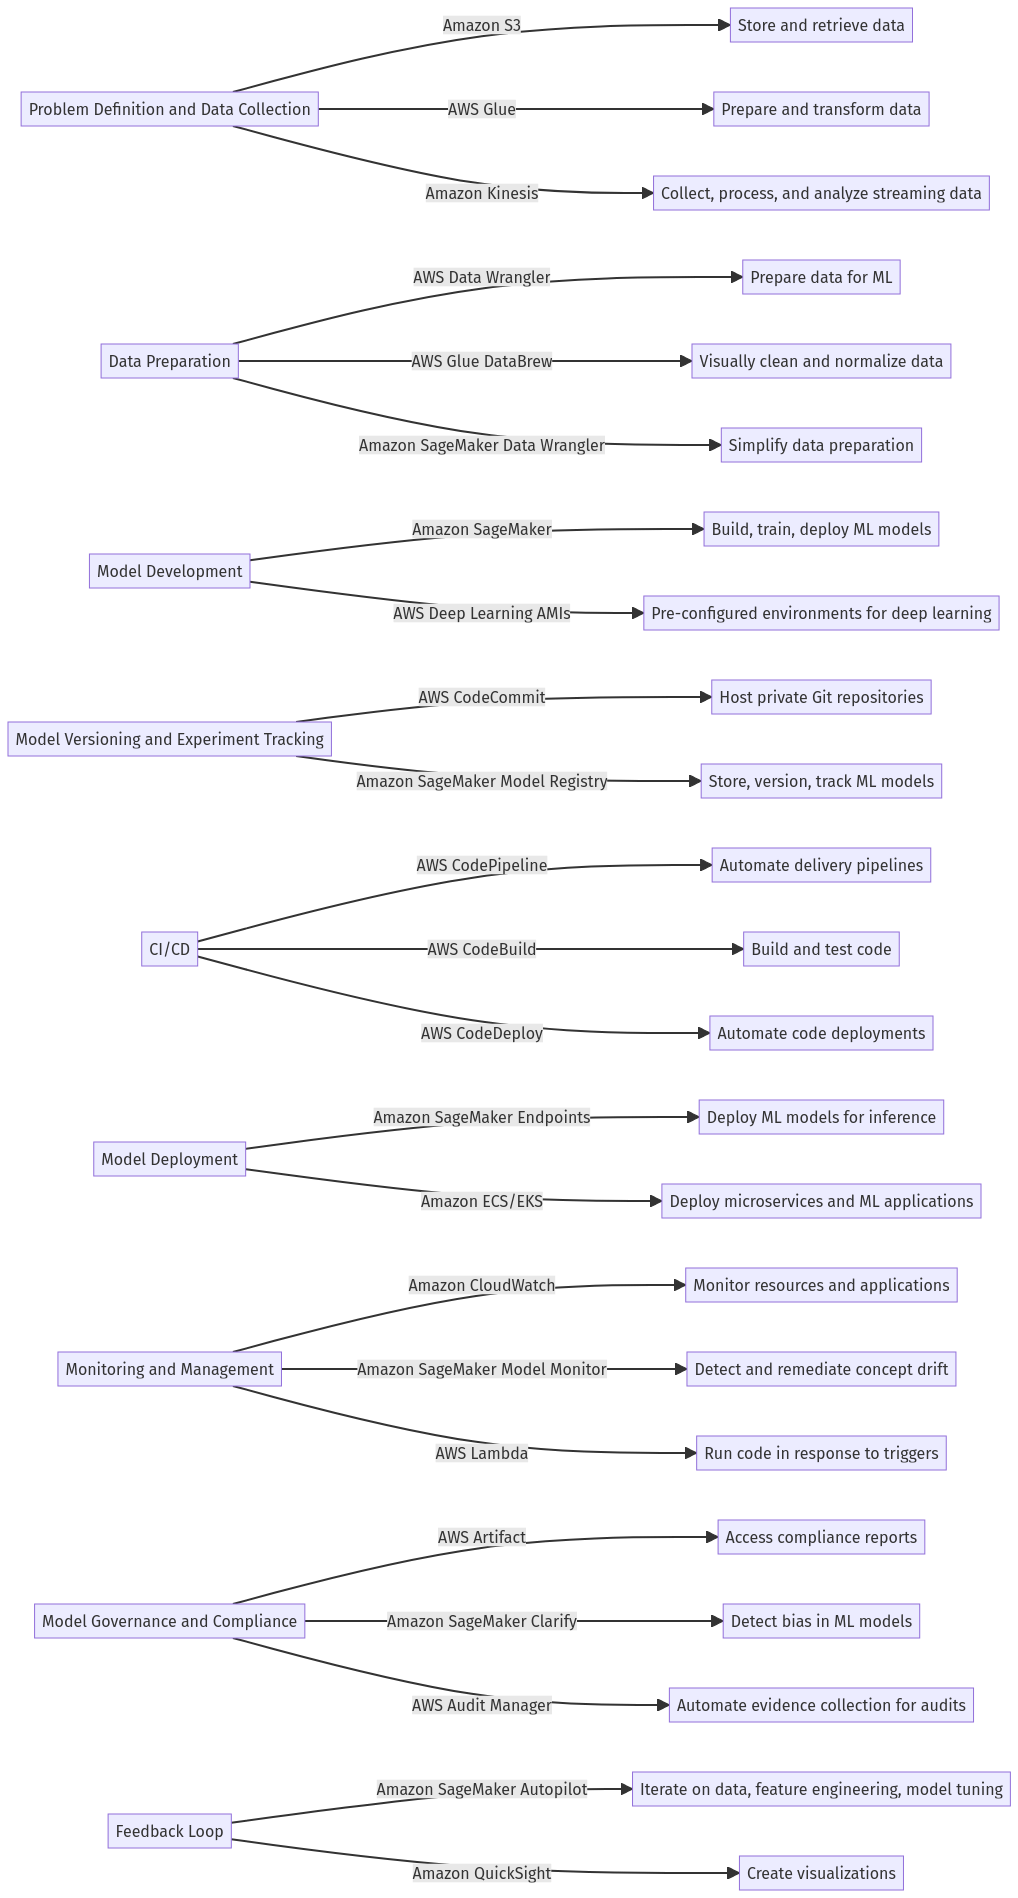 Amazon S3
Store and retrieve data
Problem Definition and Data Collection
AWS Glue
Prepare and transform data
Amazon Kinesis
Collect, process, and analyze streaming data
AWS Data Wrangler
Prepare data for ML
Data Preparation
AWS Glue DataBrew
Visually clean and normalize data
Amazon SageMaker Data Wrangler
Simplify data preparation
Amazon SageMaker
Build, train, deploy ML models
Model Development
AWS Deep Learning AMIs
Pre-configured environments for deep learning
AWS CodeCommit
Host private Git repositories
Model Versioning and Experiment Tracking
Amazon SageMaker Model Registry
Store, version, track ML models
AWS CodePipeline
Automate delivery pipelines
CI/CD
AWS CodeBuild
Build and test code
AWS CodeDeploy
Automate code deployments
Amazon SageMaker Endpoints
Deploy ML models for inference
Model Deployment
Amazon ECS/EKS
Deploy microservices and ML applications
Amazon CloudWatch
Monitor resources and applications
Monitoring and Management
Amazon SageMaker Model Monitor
Detect and remediate concept drift
AWS Lambda
Run code in response to triggers
AWS Artifact
Access compliance reports
Model Governance and Compliance
Amazon SageMaker Clarify
Detect bias in ML models
AWS Audit Manager
Automate evidence collection for audits
Amazon SageMaker Autopilot
Iterate on data, feature engineering, model tuning
Feedback Loop
Amazon QuickSight
Create visualizations